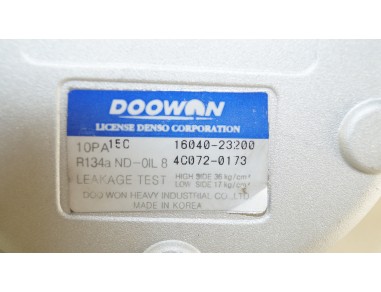 DOOWON
LICENSE DENSO CORPORATION
10PA15C 16040-23200
R134a ND-OIL 8 4C072-0173
LEAKAGE TEST HIGH SIDE 36 kg/cm² LOW SIDE 17 kg/cm²
DOO WON HEAVY INDUSTRIAL CO., LTD
MADE IN KOREA